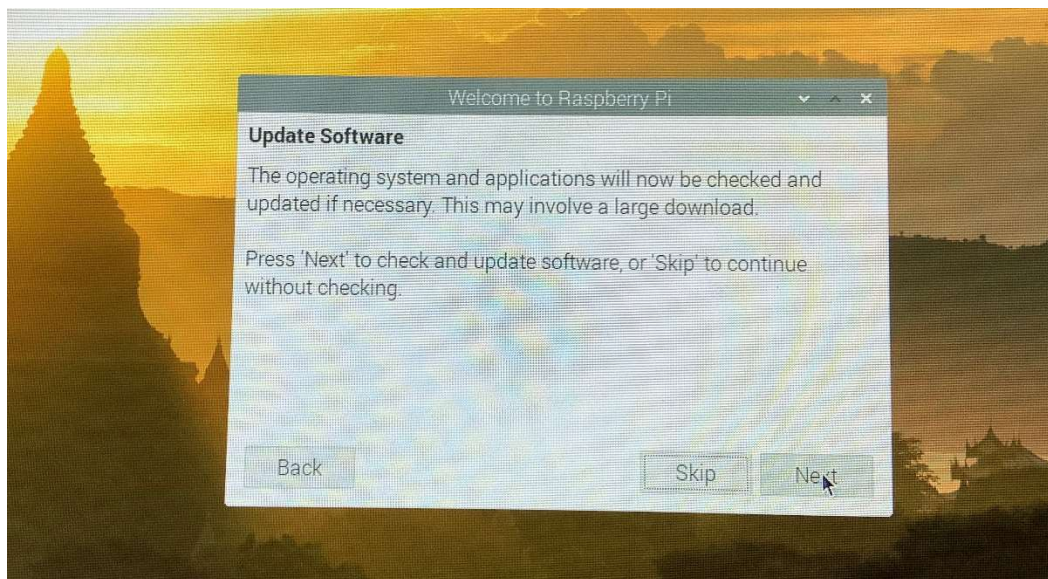 Welcome to Raspberry Pi
Update Software
The operating system and applications will now be checked and
updated if necessary. This may involve a large download.
Press 'Next' to check and update software, or 'Skip' to continue
without checking.
Back
Skip
Next